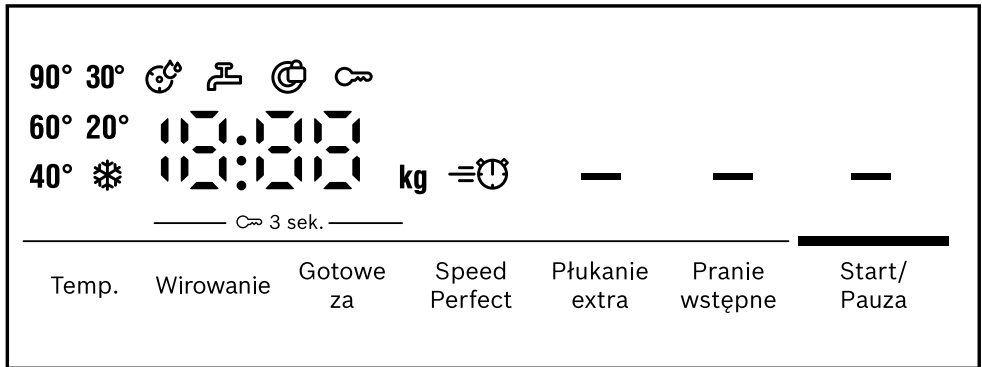 90° 30°
60° 20° 18:88
40° kg
3 sek.
Temp. Wirowanie Gotowe za Speed Perfect Płukanie extra Pranie wstępne Start/ Pauza